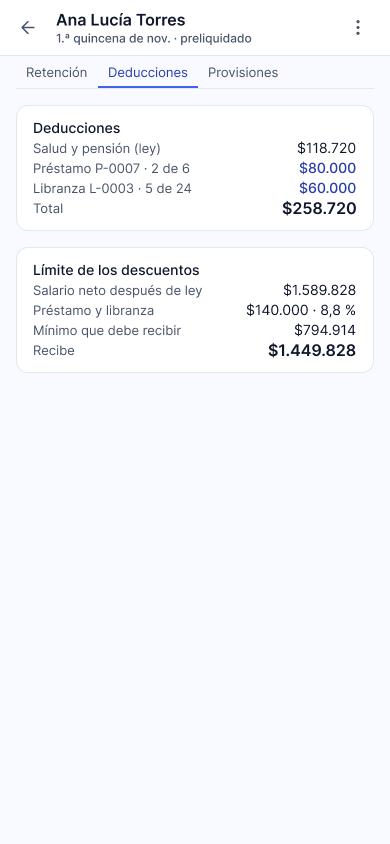 Ana Lucía Torres
1.ª quincena de nov. · preliquidado
Retención Deducciones Provisiones
Deducciones
Salud y pensión (ley) $118.720
Préstamo P-0007 · 2 de 6 $80.000
Libranza L-0003 · 5 de 24 $60.000
Total $258.720
Límite de los descuentos
Salario neto después de ley $1.589.828
Préstamo y libranza $140.000 · 8,8 %
Mínimo que debe recibir $794.914
Recibe $1.449.828